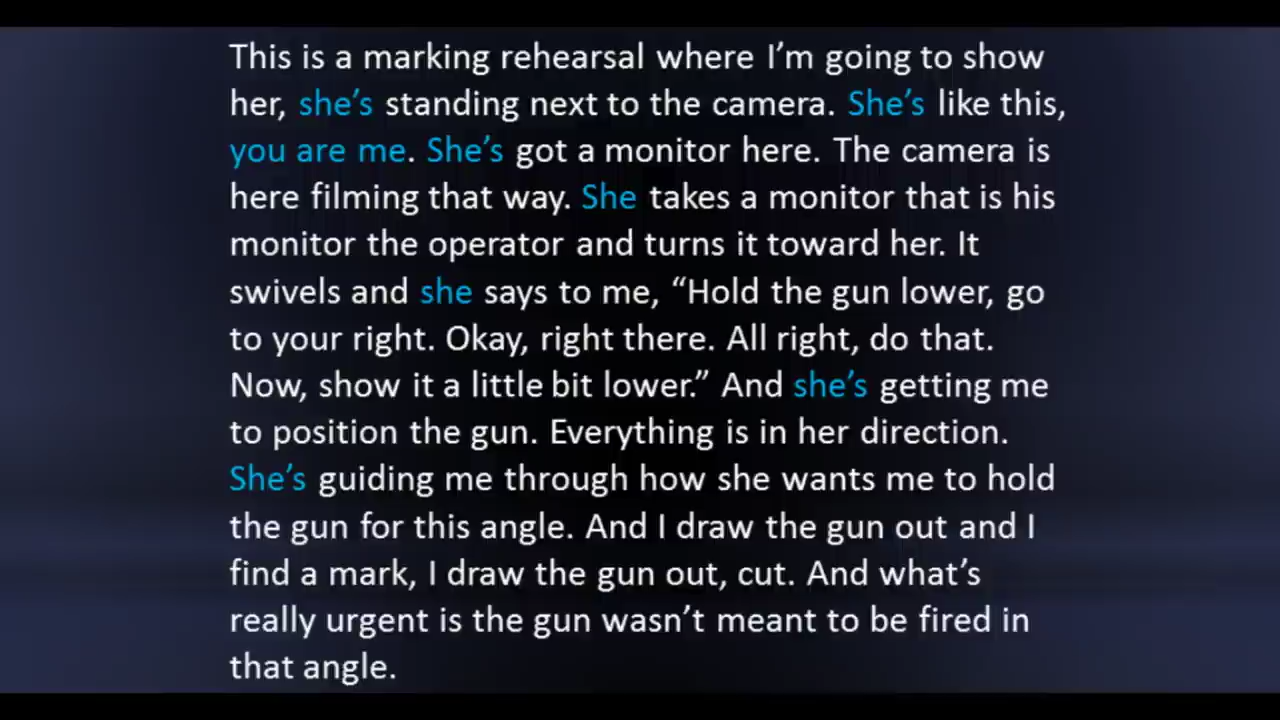 This is a marking rehearsal where I’m going to show
her, she’s standing next to the camera. She’s like this,
you are me. She’s got a monitor here. The camera is
here filming that way. She takes a monitor that is his
monitor the operator and turns it toward her. It
swivels and she says to me, “Hold the gun lower, go
to your right. Okay, right there. All right, do that.
Now, show it a little bit lower.” And she’s getting me
to position the gun. Everything is in her direction.
She’s guiding me through how she wants me to hold
the gun for this angle. And I draw the gun out and I
find a mark, I draw the gun out, cut. And what’s
really urgent is the gun wasn’t meant to be fired in
that angle.